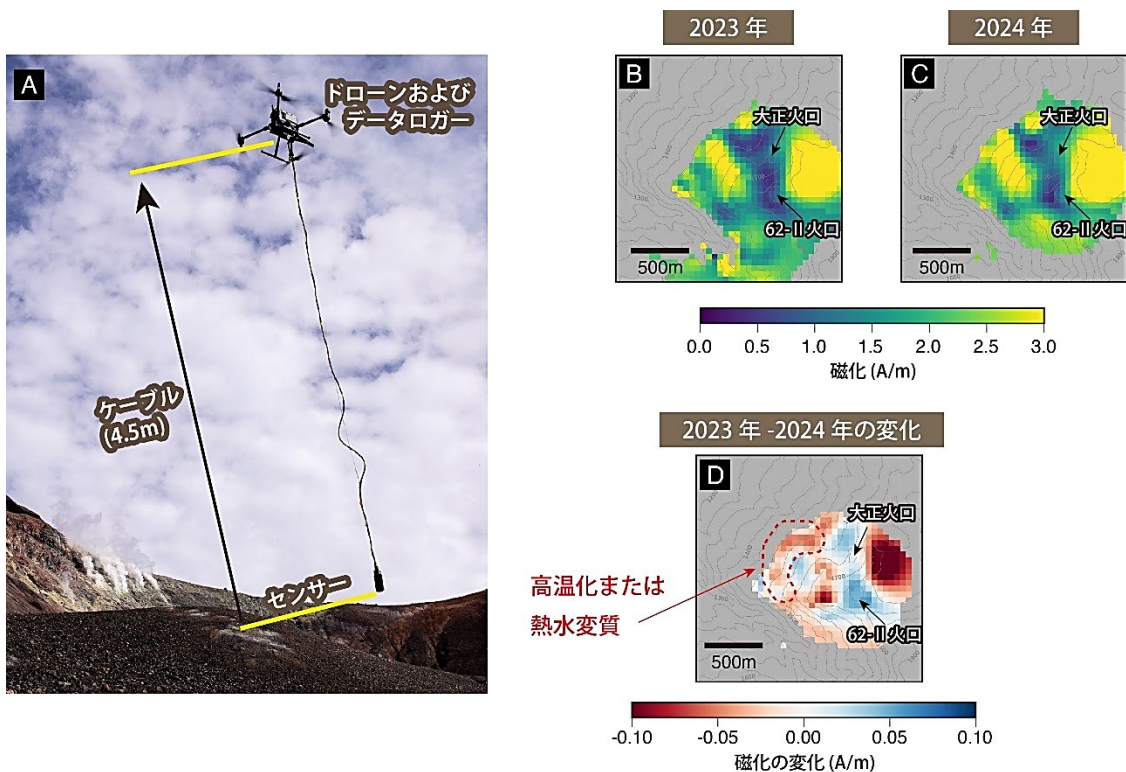 A
ドローンおよび
データロガー
ケーブル
(4.5m)
センサー
2023 年
B
大正火口
62-II 火口
500m
2024 年
C
大正火口
62-II 火口
500m
0.0 0.5 1.0 1.5 2.0 2.5 3.0
磁化 (A/m)
2023 年 -2024 年の変化
D
大正火口
62-II 火口
500m
高温化または
熱水変質
-0.10 -0.05 0.00 0.05 0.10
磁化の変化 (A/m)